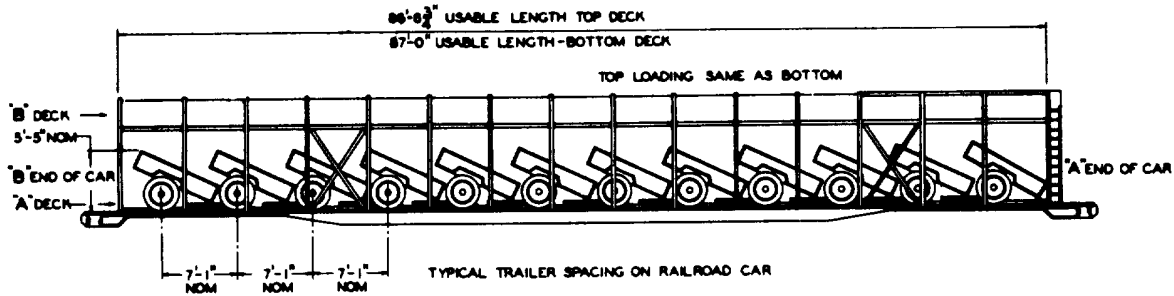 86'-8 3/4" USABLE LENGTH TOP DECK
87'-0" USABLE LENGTH-BOTTOM DECK
TOP LOADING SAME AS BOTTOM
"B" DECK
5'-5" NOM
"B" END OF CAR
"A" DECK
"A" END OF CAR
7'-1" NOM
7'-1" NOM
7'-1" NOM
TYPICAL TRAILER SPACING ON RAILROAD CAR